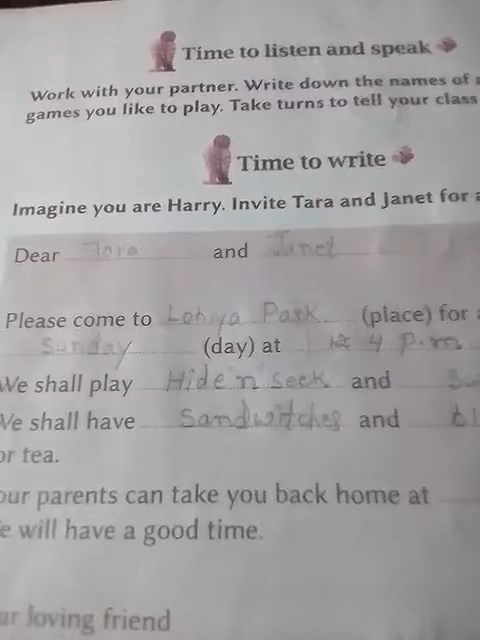 Time to listen and speak
Work with your partner. Write down the names of
games you like to play. Take turns to tell your class
Time to write
Imagine you are Harry. Invite Tara and Janet for a
Dear Tara and Janet
Please come to Lohiya Park (place) for a
Sunday (day) at 4 p.m
We shall play Hide 'n' seek and
We shall have Sandwitches and
or tea.
our parents can take you back home at
e will have a good time.
ur loving friend